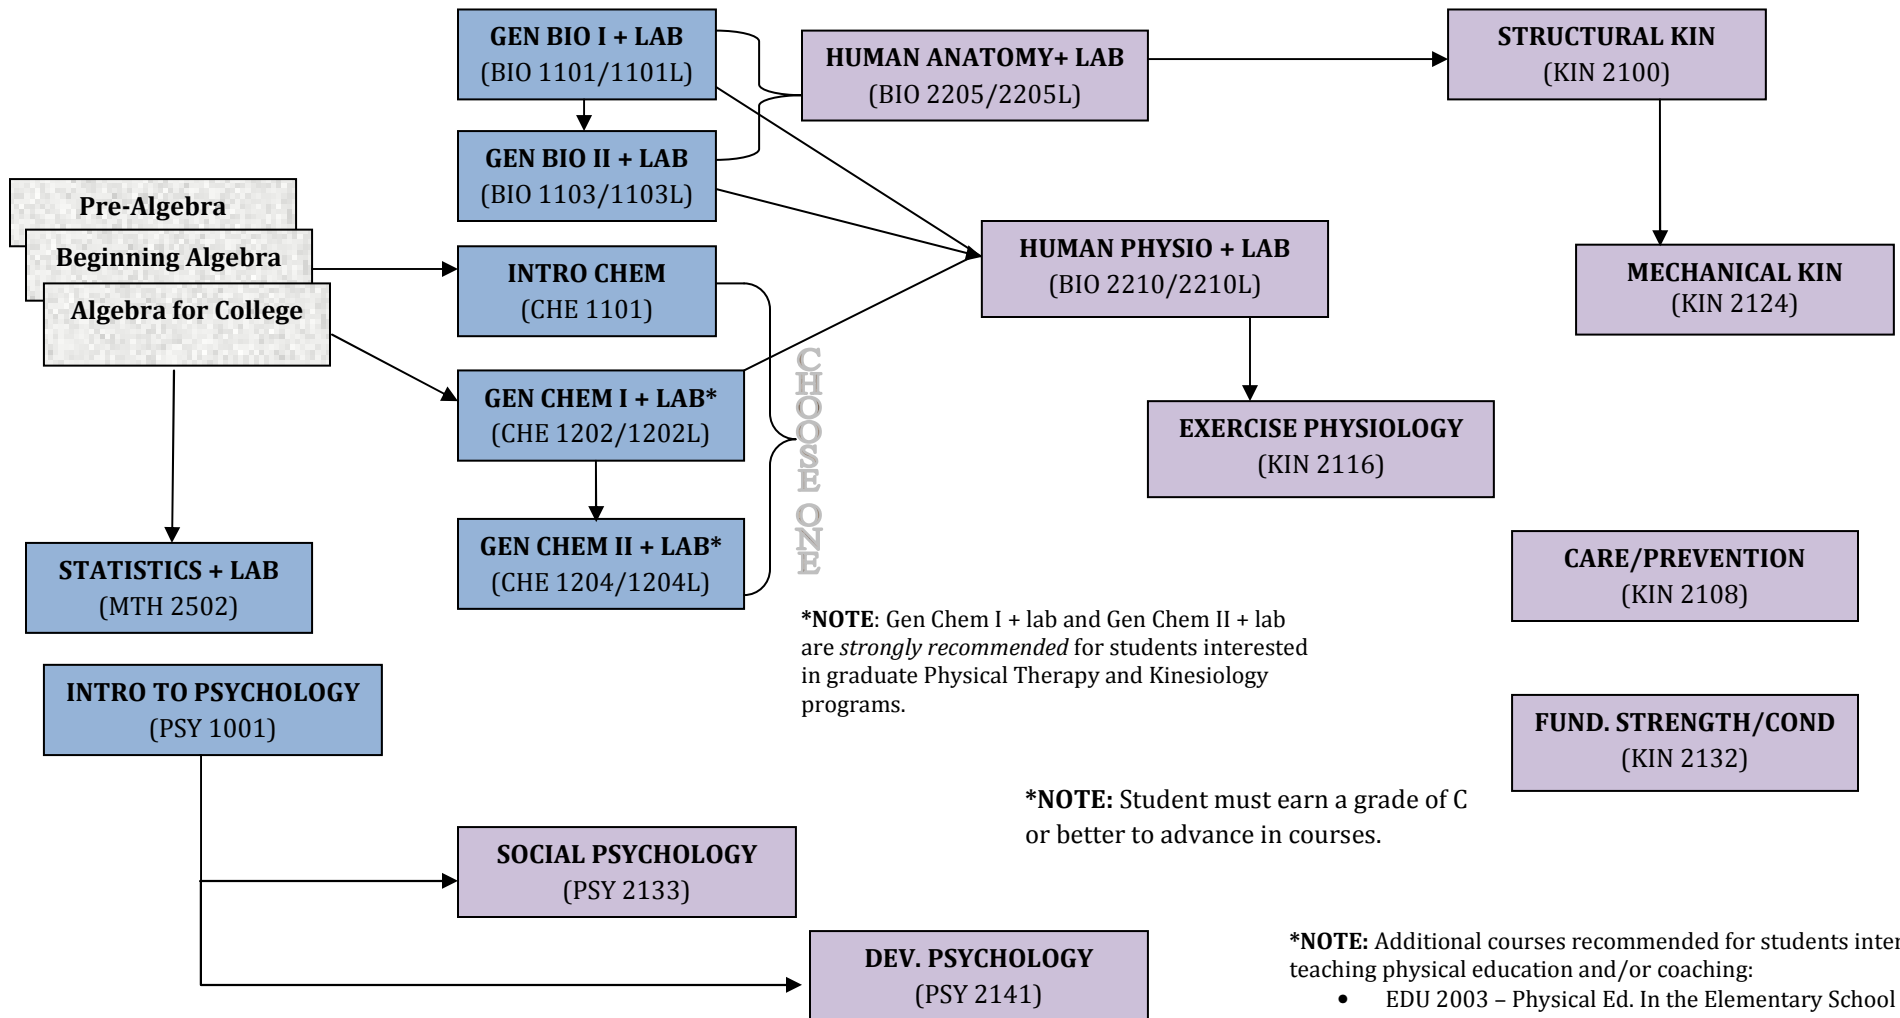 GEN BIO I + LAB
(BIO 1101/1101L)
HUMAN ANATOMY+ LAB
(BIO 2205/2205L)
STRUCTURAL KIN
(KIN 2100)
GEN BIO II + LAB
(BIO 1103/1103L)
Pre-Algebra
Beginning Algebra
Algebra for College
INTRO CHEM
(CHE 1101)
HUMAN PHYSIO + LAB
(BIO 2210/2210L)
MECHANICAL KIN
(KIN 2124)
GEN CHEM I + LAB*
(CHE 1202/1202L)
CHOOSE ONE
EXERCISE PHYSIOLOGY
(KIN 2116)
GEN CHEM II + LAB*
(CHE 1204/1204L)
STATISTICS + LAB
(MTH 2502)
CARE/PREVENTION
(KIN 2108)
*NOTE: Gen Chem I + lab and Gen Chem II + lab
are strongly recommended for students interested
in graduate Physical Therapy and Kinesiology
programs.
INTRO TO PSYCHOLOGY
(PSY 1001)
FUND. STRENGTH/COND
(KIN 2132)
*NOTE: Student must earn a grade of C
or better to advance in courses.
SOCIAL PSYCHOLOGY
(PSY 2133)
DEV. PSYCHOLOGY
(PSY 2141)
*NOTE: Additional courses recommended for students
teaching physical education and/or coaching:
• EDU 2003 – Physical Ed. In the Elementary School